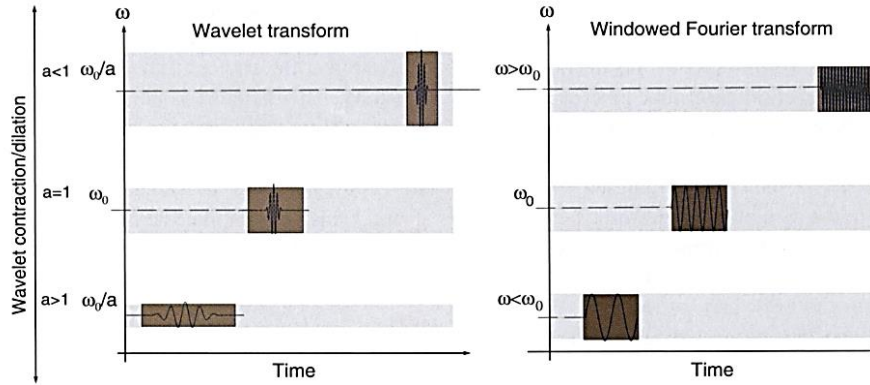 Wavelet contraction/dilation
ω
Wavelet transform
a<1 ω₀/a
a=1 ω₀
a>1 ω₀/a
Time
ω
Windowed Fourier transform
ω>ω₀
ω₀
ω<ω₀
Time